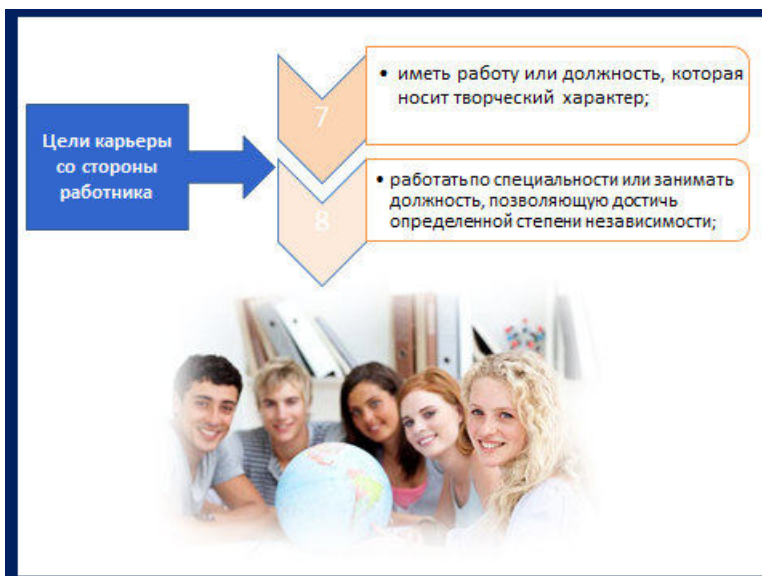 Цели карьеры
со стороны
работника
7
• иметь работу или должность, которая
носит творческий характер;
8
• работать по специальности или занимать
должность, позволяющую достичь
определенной степени независимости;